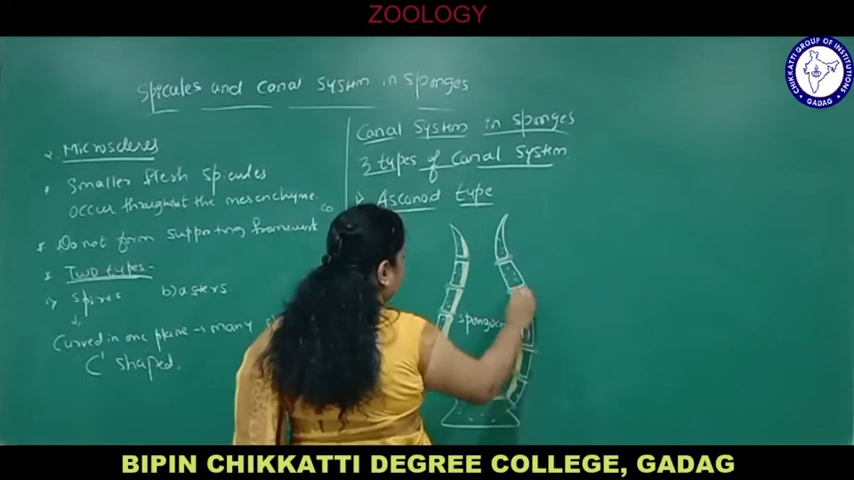 ZOOLOGY
CHIKKATTI GROUP OF INSTITUTIONS
GADAG
Spicules and canal system in sponges
Microscleres
Smaller flesh spicules
occur throughout the mesenchyme.
Do not form supporting framework
Two types:-
spires b) asters.
Curved in one plane → many
'C' shaped.
Canal system in sponges
3 types of canal system
Asconoid type
BIPIN CHIKKATTI DEGREE COLLEGE, GADAG